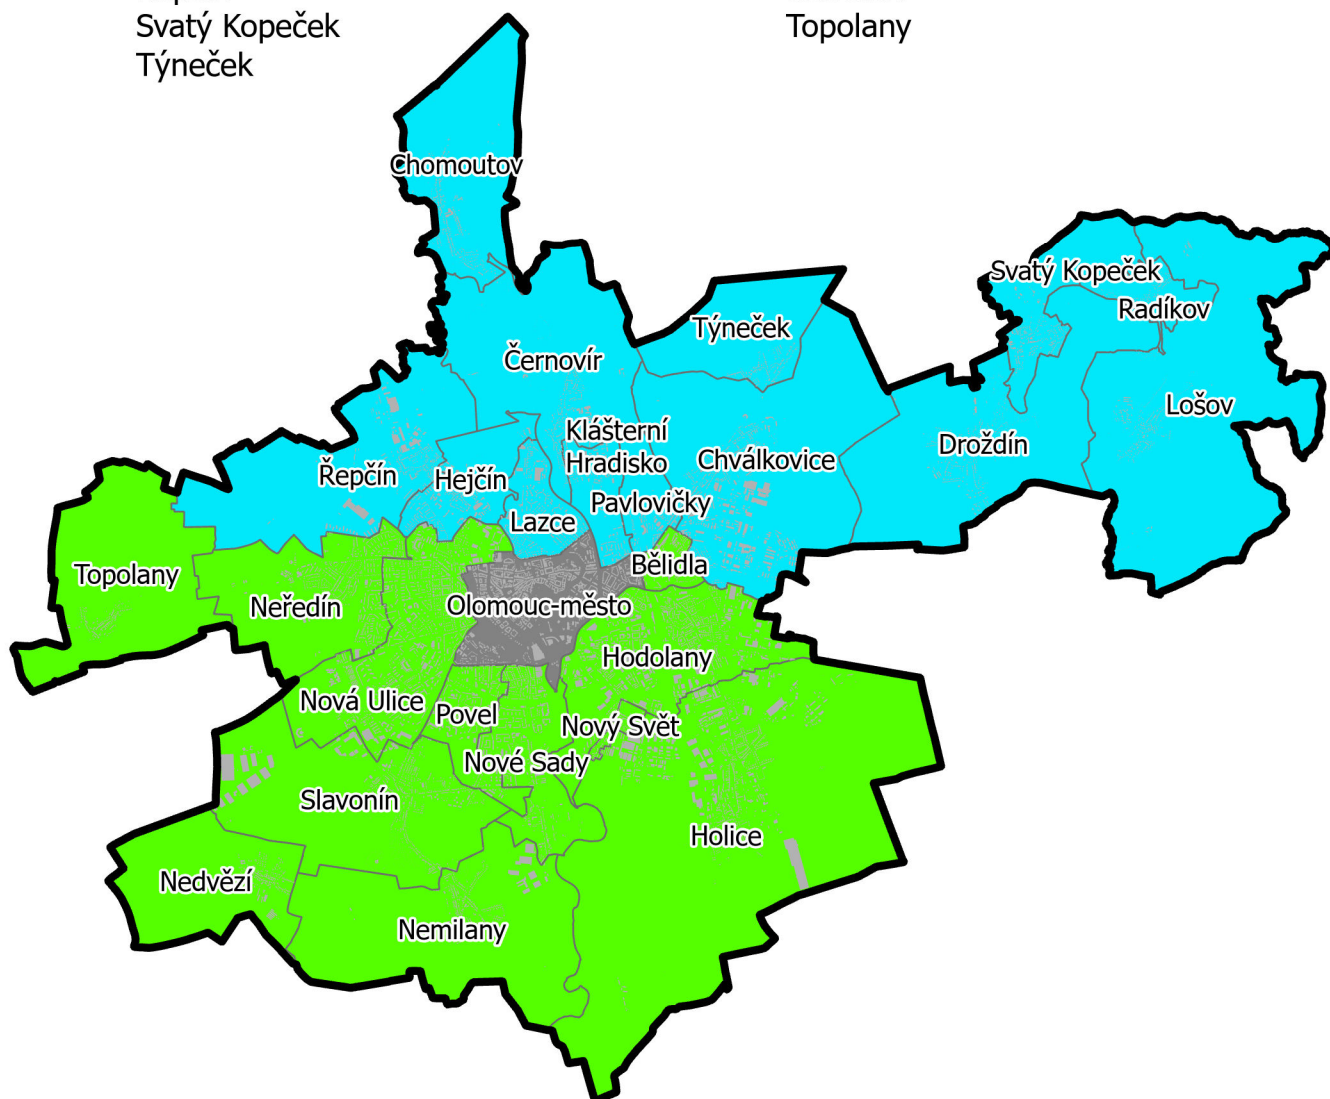 Svatý Kopeček
Týneček
Topolany
Chomoutov
Svatý Kopeček
Radíkov
Týneček
Černovír
Lošov
Klášterní
Hradisko
Chválkovice
Droždín
Řepčín
Hejčín
Pavlovičky
Lazce
Bělidla
Topolany
Neředín
Olomouc-město
Hodolany
Nová Ulice
Povel
Nový Svět
Nové Sady
Slavonín
Holice
Nedvězí
Nemilany